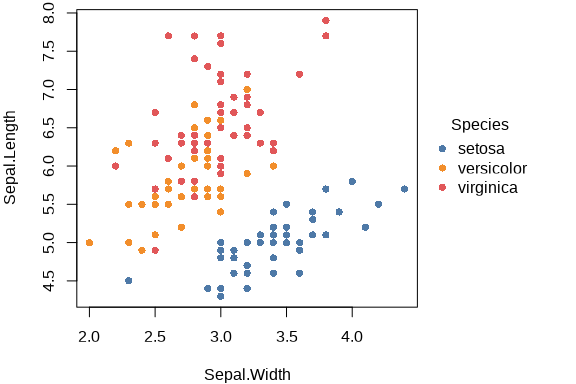 8.0
7.5
7.0
6.5
6.0
5.5
5.0
4.5
Sepal.Length
2.0 2.5 3.0 3.5 4.0
Sepal.Width
Species
setosa
versicolor
virginica